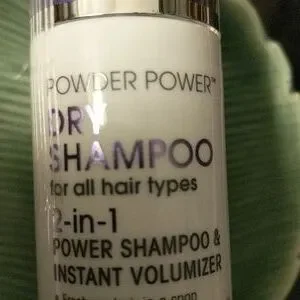 POWDER POWER™
DRY
SHAMPOO
for all hair types
2-in-1
POWER SHAMPOO &
INSTANT VOLUMIZER